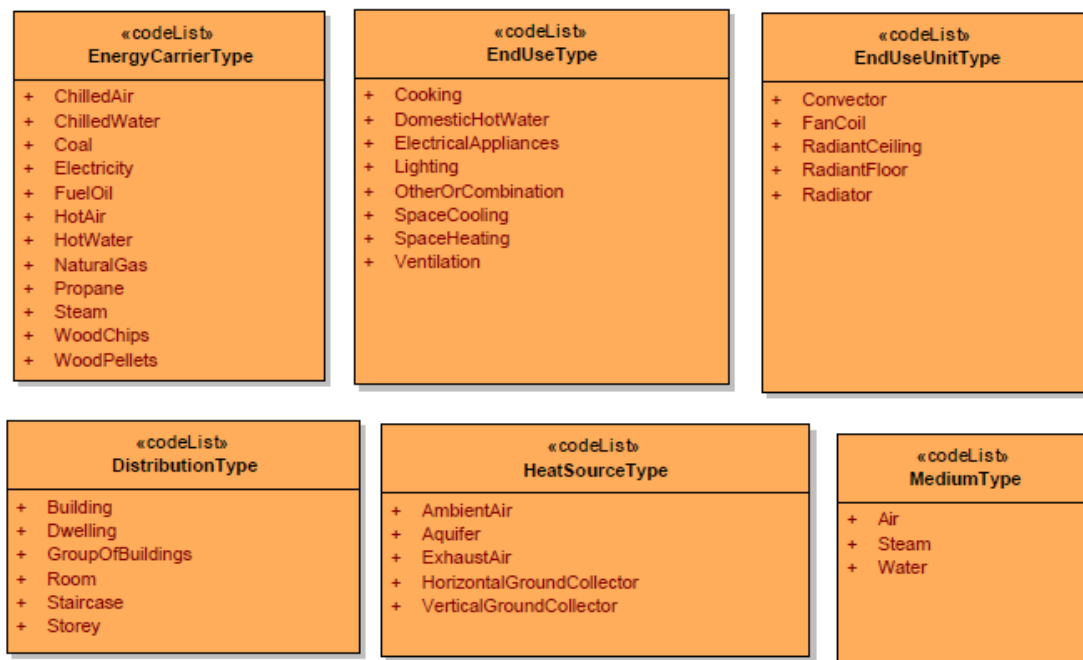 «codeList»
EnergyCarrierType
+ ChilledAir
+ ChilledWater
+ Coal
+ Electricity
+ FuelOil
+ HotAir
+ HotWater
+ NaturalGas
+ Propane
+ Steam
+ WoodChips
+ WoodPellets
«codeList»
EndUseType
+ Cooking
+ DomesticHotWater
+ ElectricalAppliances
+ Lighting
+ OtherOrCombination
+ SpaceCooling
+ SpaceHeating
+ Ventilation
«codeList»
EndUseUnitType
+ Convector
+ FanCoil
+ RadiantCeiling
+ RadiantFloor
+ Radiator
«codeList»
DistributionType
+ Building
+ Dwelling
+ GroupOfBuildings
+ Room
+ Staircase
+ Storey
«codeList»
HeatSourceType
+ AmbientAir
+ Aquifer
+ ExhaustAir
+ HorizontalGroundCollector
+ VerticalGroundCollector
«codeList»
MediumType
+ Air
+ Steam
+ Water